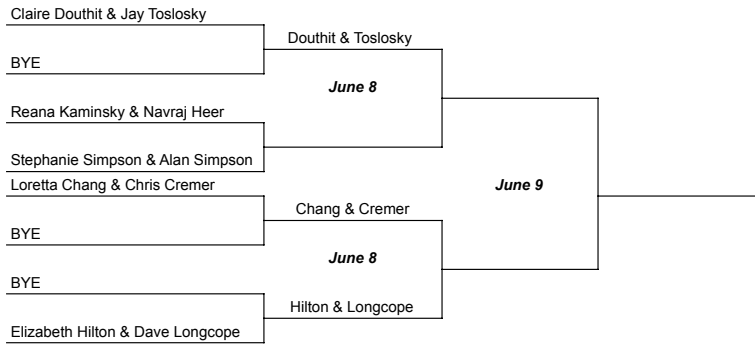 Claire Douthit & Jay Toslosky
Douthit & Toslosky
BYE
June 8
Reana Kaminsky & Navraj Heer
Stephanie Simpson & Alan Simpson
Loretta Chang & Chris Cremer
June 9
Chang & Cremer
BYE
June 8
BYE
Hilton & Longcope
Elizabeth Hilton & Dave Longcope